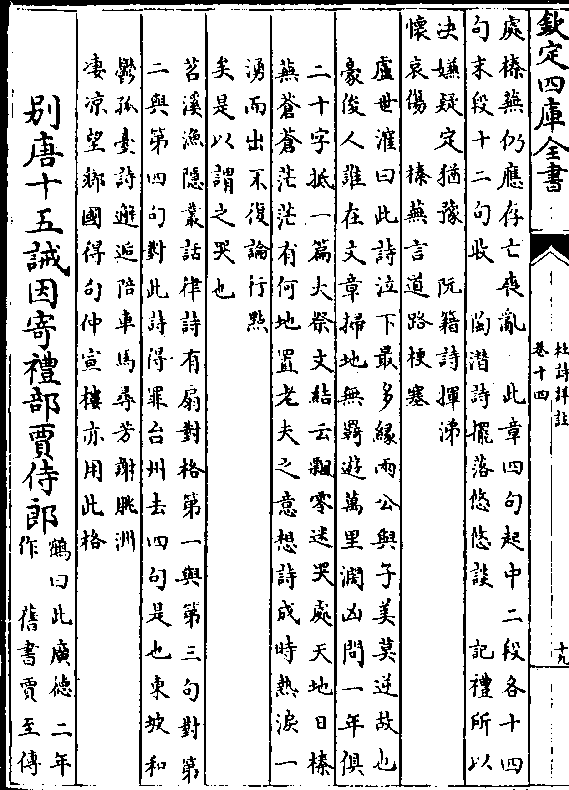 欽定四庫全書
杜詩詳註
卷十四
十九
處榛蕪仍應存亡喪亂　此章四句起中二段各十四
句末段十二句收　陶潛詩擺落悠悠談　記禮所以
决嫌疑定猶豫　阮籍詩揮涕
懷哀傷　榛蕪言道路梗塞
盧世㴶曰此詩泣下最多緣兩公與子美莫逆故也
豪俊人誰在文章掃地無羇遊萬里濶凶問一年俱
二十字抵一篇大祭文結云飄零迷哭處天地日榛
蕪蒼蒼茫茫有何地置老夫之意想詩成時熱淚一
湧而出不復論行點
矣是以謂之哭也
苕溪漁隱叢話律詩有扇對格第一與第三句對第
二與第四句對此詩得罪台州去四句是也東坡和
鬱孤臺詩邂逅陪車馬尋芳謝朓洲
凄凉望鄉國得句仲宣樓亦用此格
别唐十五誡因寄禮部賈侍郎
鶴曰此廣德二年
作　舊書賈至傳